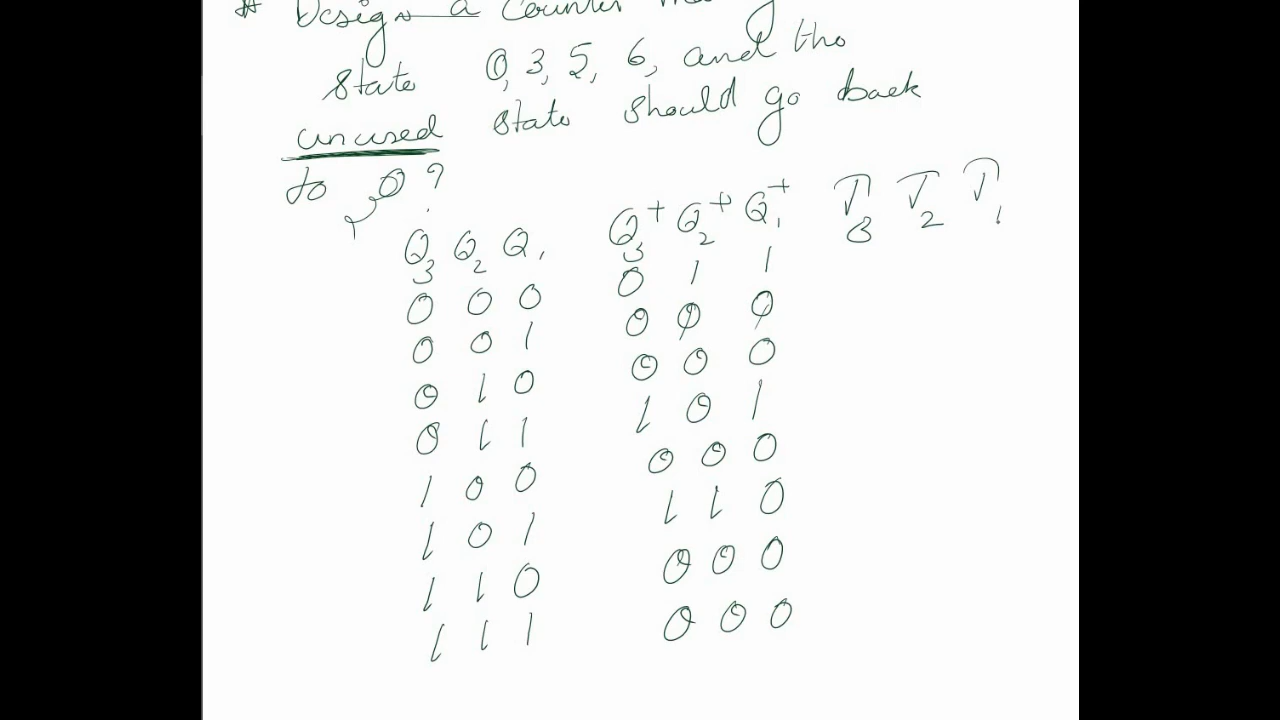 # Design a counter
state 0, 3, 5, 6, and the
unused state should go back
to 0?
Q3 Q2 Q1 Q3+ Q2+ Q1+ T3 T2 T1
0 0 0 0 1 1
0 0 1 0 0 0
0 1 0 0 0 0
0 1 1 1 0 1
1 0 0 0 0 0
1 0 1 1 1 0
1 1 0 0 0 0
1 1 1 0 0 0